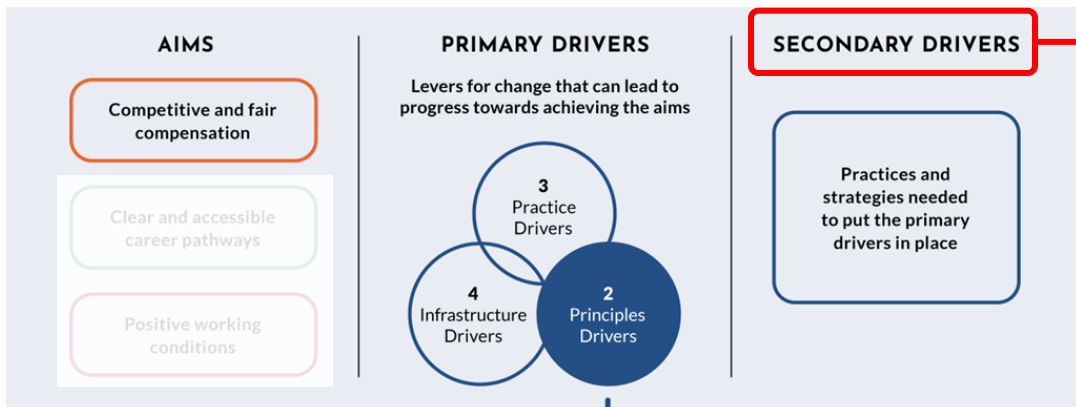 AIMS
Competitive and fair
compensation
Clear and accessible
career pathways
Positive working
conditions
PRIMARY DRIVERS
Levers for change that can lead to
progress towards achieving the aims
3
Practice
Drivers
4
Infrastructure
Drivers
2
Principles
Drivers
SECONDARY DRIVERS
Practices and
strategies needed
to put the primary
drivers in place